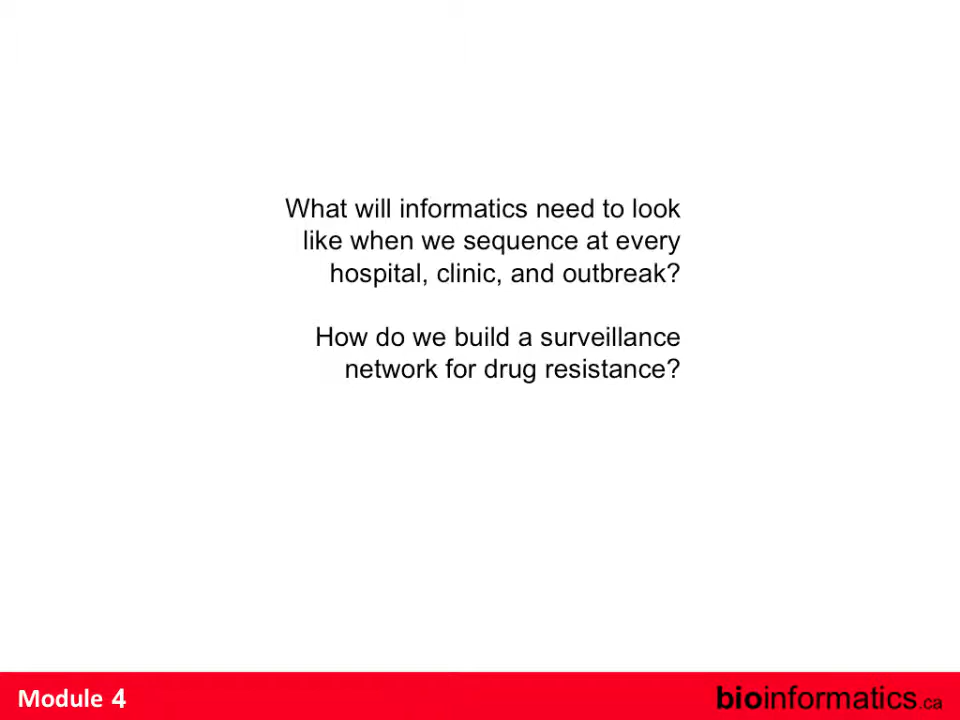 What will informatics need to look
like when we sequence at every
hospital, clinic, and outbreak?
How do we build a surveillance
network for drug resistance?
Module 4
bioinformatics.ca